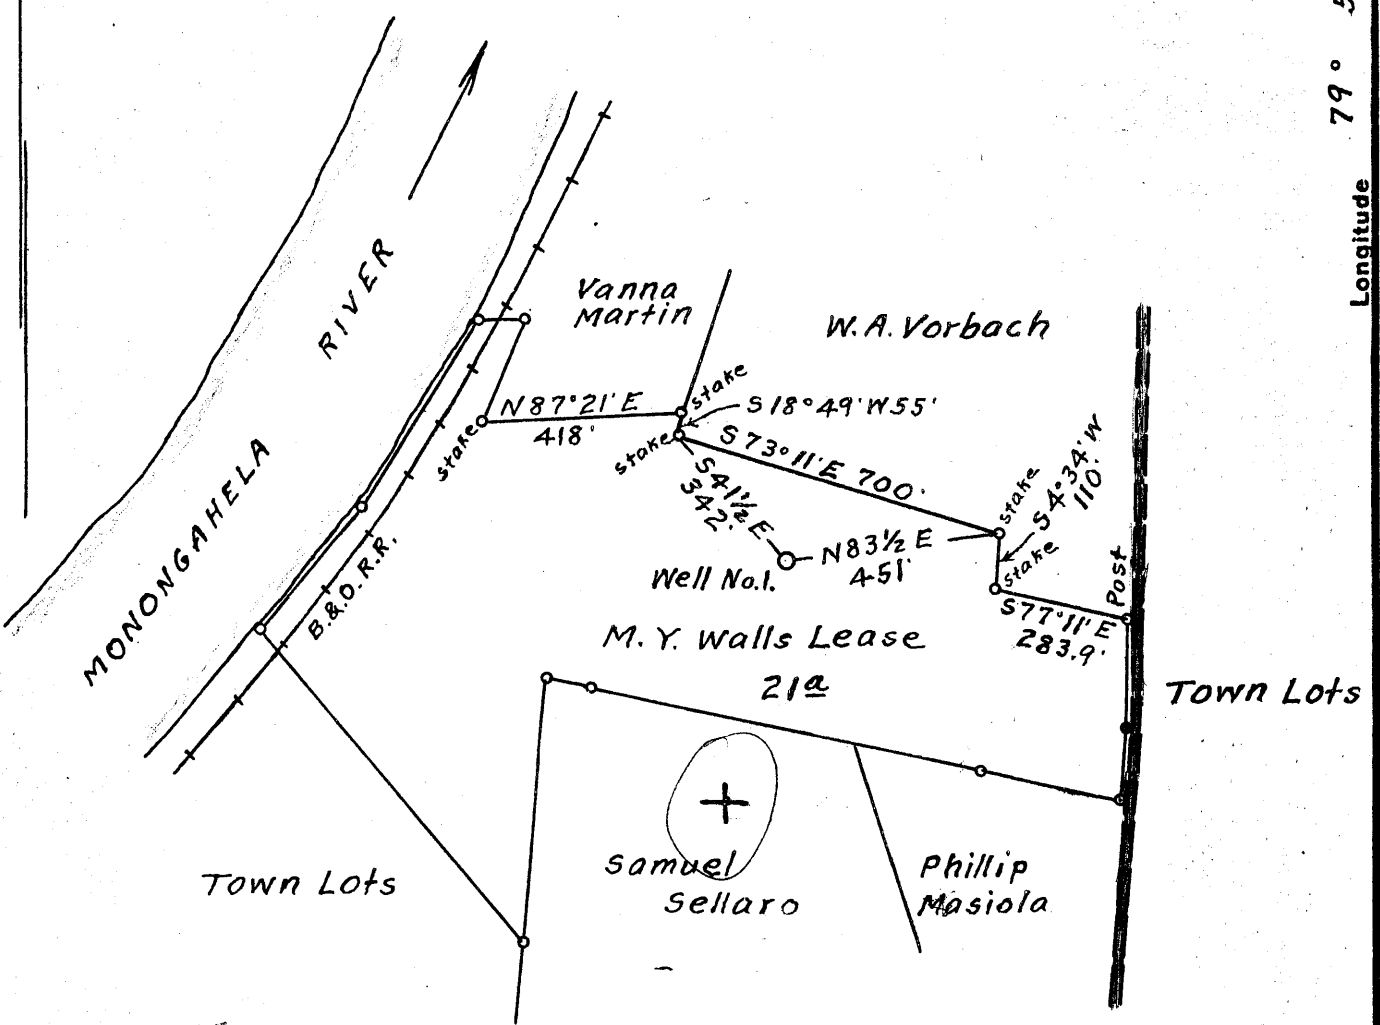 79° 5
Longitude
MONONGAHELA RIVER
B.&O.R.R.
Vanna
Martin
W.A. Vorbach
stake
N87°21'E
418'
stake
S18°49'W55'
stake
S73°11'E 700'
S41½E
342'
Well No.1.
N83½E
451'
stake
S4°34'W
110'
stake
S77°11'E
283.9'
Post
M.Y. Walls Lease
21a
Town Lots
Town Lots
Samuel
Sellaro
Phillip
Masiola